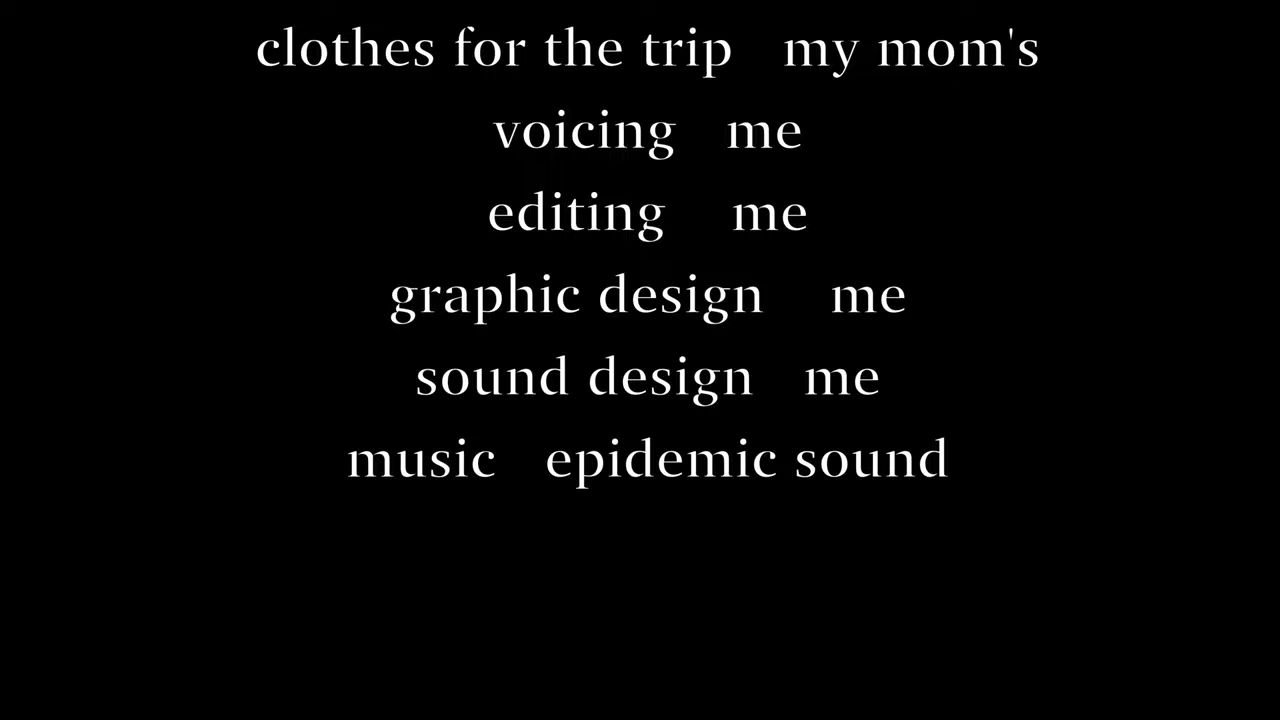 clothes for the trip my mom's
voicing me
editing me
graphic design me
sound design me
music epidemic sound